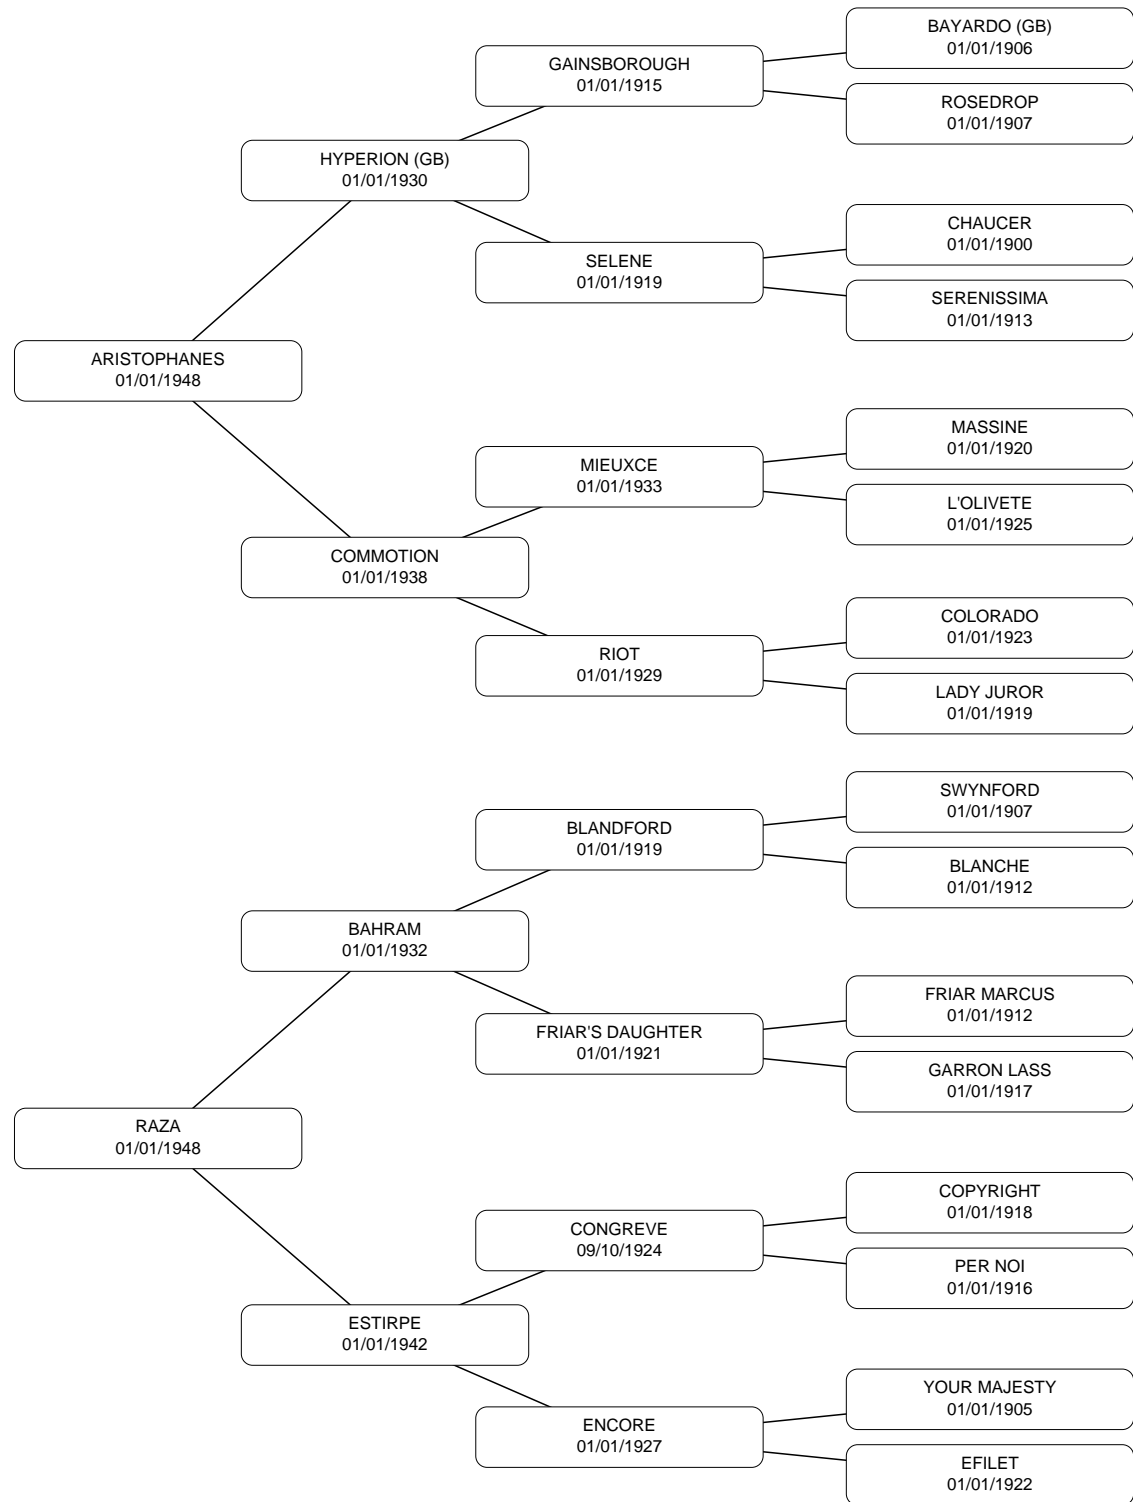 BAYARDO (GB)
01/01/1906
GAINSBOROUGH
01/01/1915
ROSEDROP
01/01/1907
HYPERION (GB)
01/01/1930
CHAUCER
01/01/1900
SELENE
01/01/1919
SERENISSIMA
01/01/1913
ARISTOPHANES
01/01/1948
MASSINE
01/01/1920
MIEUXCE
01/01/1933
L'OLIVETE
01/01/1925
COMMOTION
01/01/1938
COLORADO
01/01/1923
RIOT
01/01/1929
LADY JUROR
01/01/1919
SWYNFORD
01/01/1907
BLANDFORD
01/01/1919
BLANCHE
01/01/1912
BAHRAM
01/01/1932
FRIAR MARCUS
01/01/1912
FRIAR'S DAUGHTER
01/01/1921
GARRON LASS
01/01/1917
RAZA
01/01/1948
COPYRIGHT
01/01/1918
CONGREVE
09/10/1924
PER NOI
01/01/1916
ESTIRPE
01/01/1942
YOUR MAJESTY
01/01/1905
ENCORE
01/01/1927
EFILET
01/01/1922